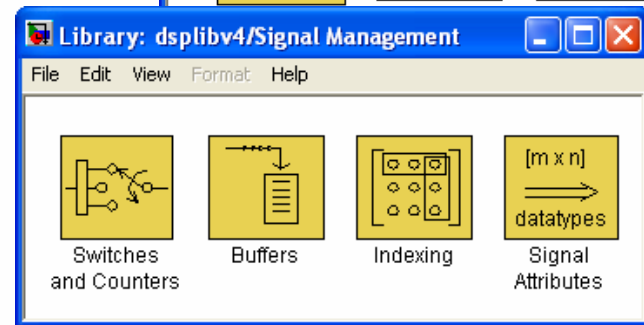 Library: dsplibv4/Signal Management
File Edit View Format Help
[m x n]
datatypes
Switches
and Counters
Buffers
Indexing
Signal
Attributes